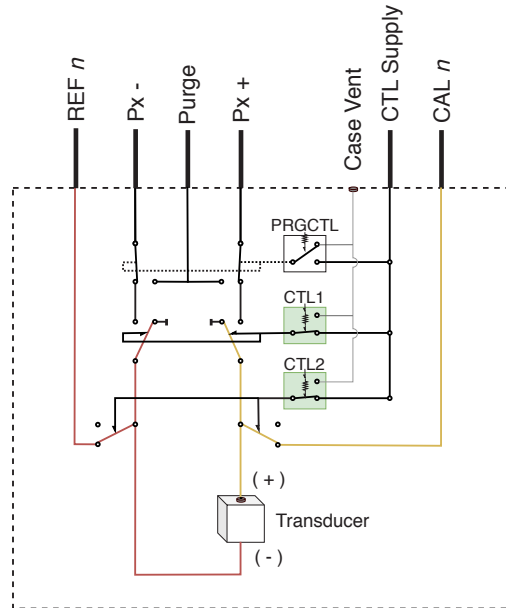 REF n
Px -
Purge
Px +
Case Vent
CTL Supply
CAL n
PRGCTL
CTL1
CTL2
( + )
Transducer
( - )